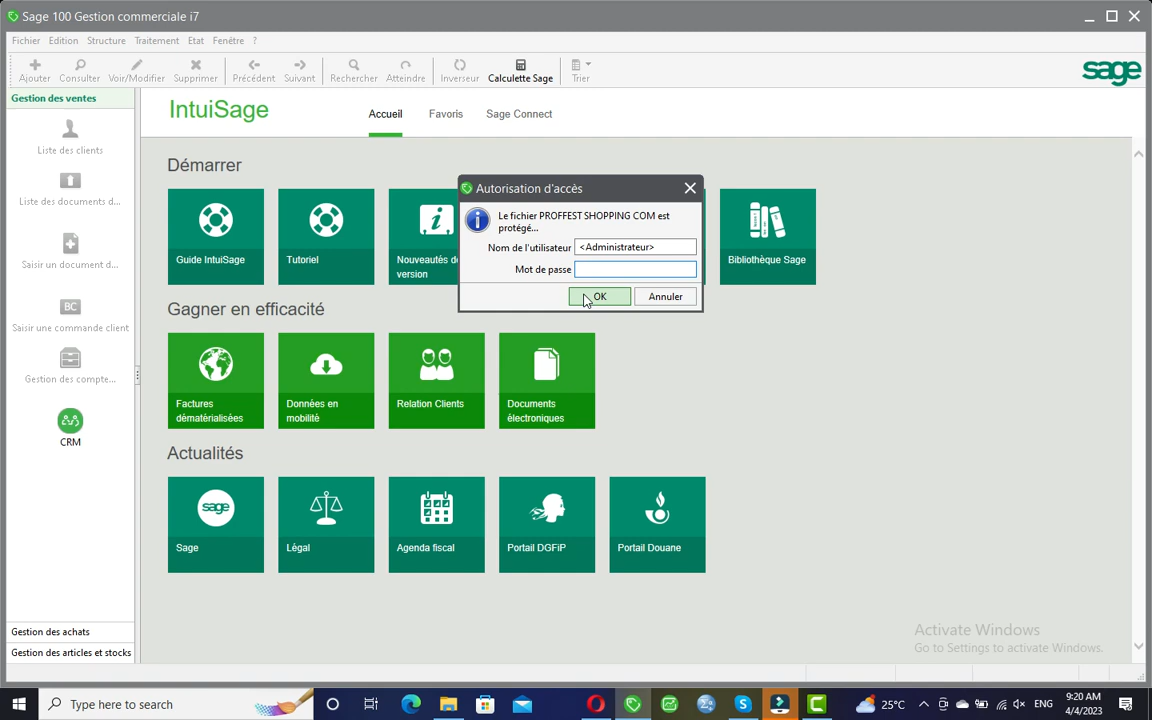 Sage 100 Gestion commerciale i7
Fichier Edition Structure Traitement Etat Fenêtre ?
Ajouter Consulter Voir/Modifier Supprimer Précédent Suivant Rechercher Atteindre Inverseur Calculette Sage Trier
sage
Gestion des ventes
Liste des clients
Liste des documents d...
Saisir un document d...
BC
Saisir une commande client
Gestion des compte...
CRM
Gestion des achats
Gestion des articles et stocks
IntuiSage
Accueil Favoris Sage Connect
Démarrer
Guide IntuiSage
Tutoriel
Nouveautés d
version
Bibliothèque Sage
Autorisation d'accès
Le fichier PROFFEST SHOPPING COM est
protégé...
Nom de l'utilisateur <Administrateur>
Mot de passe
OK Annuler
Gagner en efficacité
Factures
dématérialisées
Données en
mobilité
Relation Clients
Documents
électroniques
Actualités
sage
Sage
Légal
Agenda fiscal
Portail DGFiP
Portail Douane
Activate Windows
Go to Settings to activate Windows.
Type here to search
25°C
ENG
9:20 AM
4/4/2023